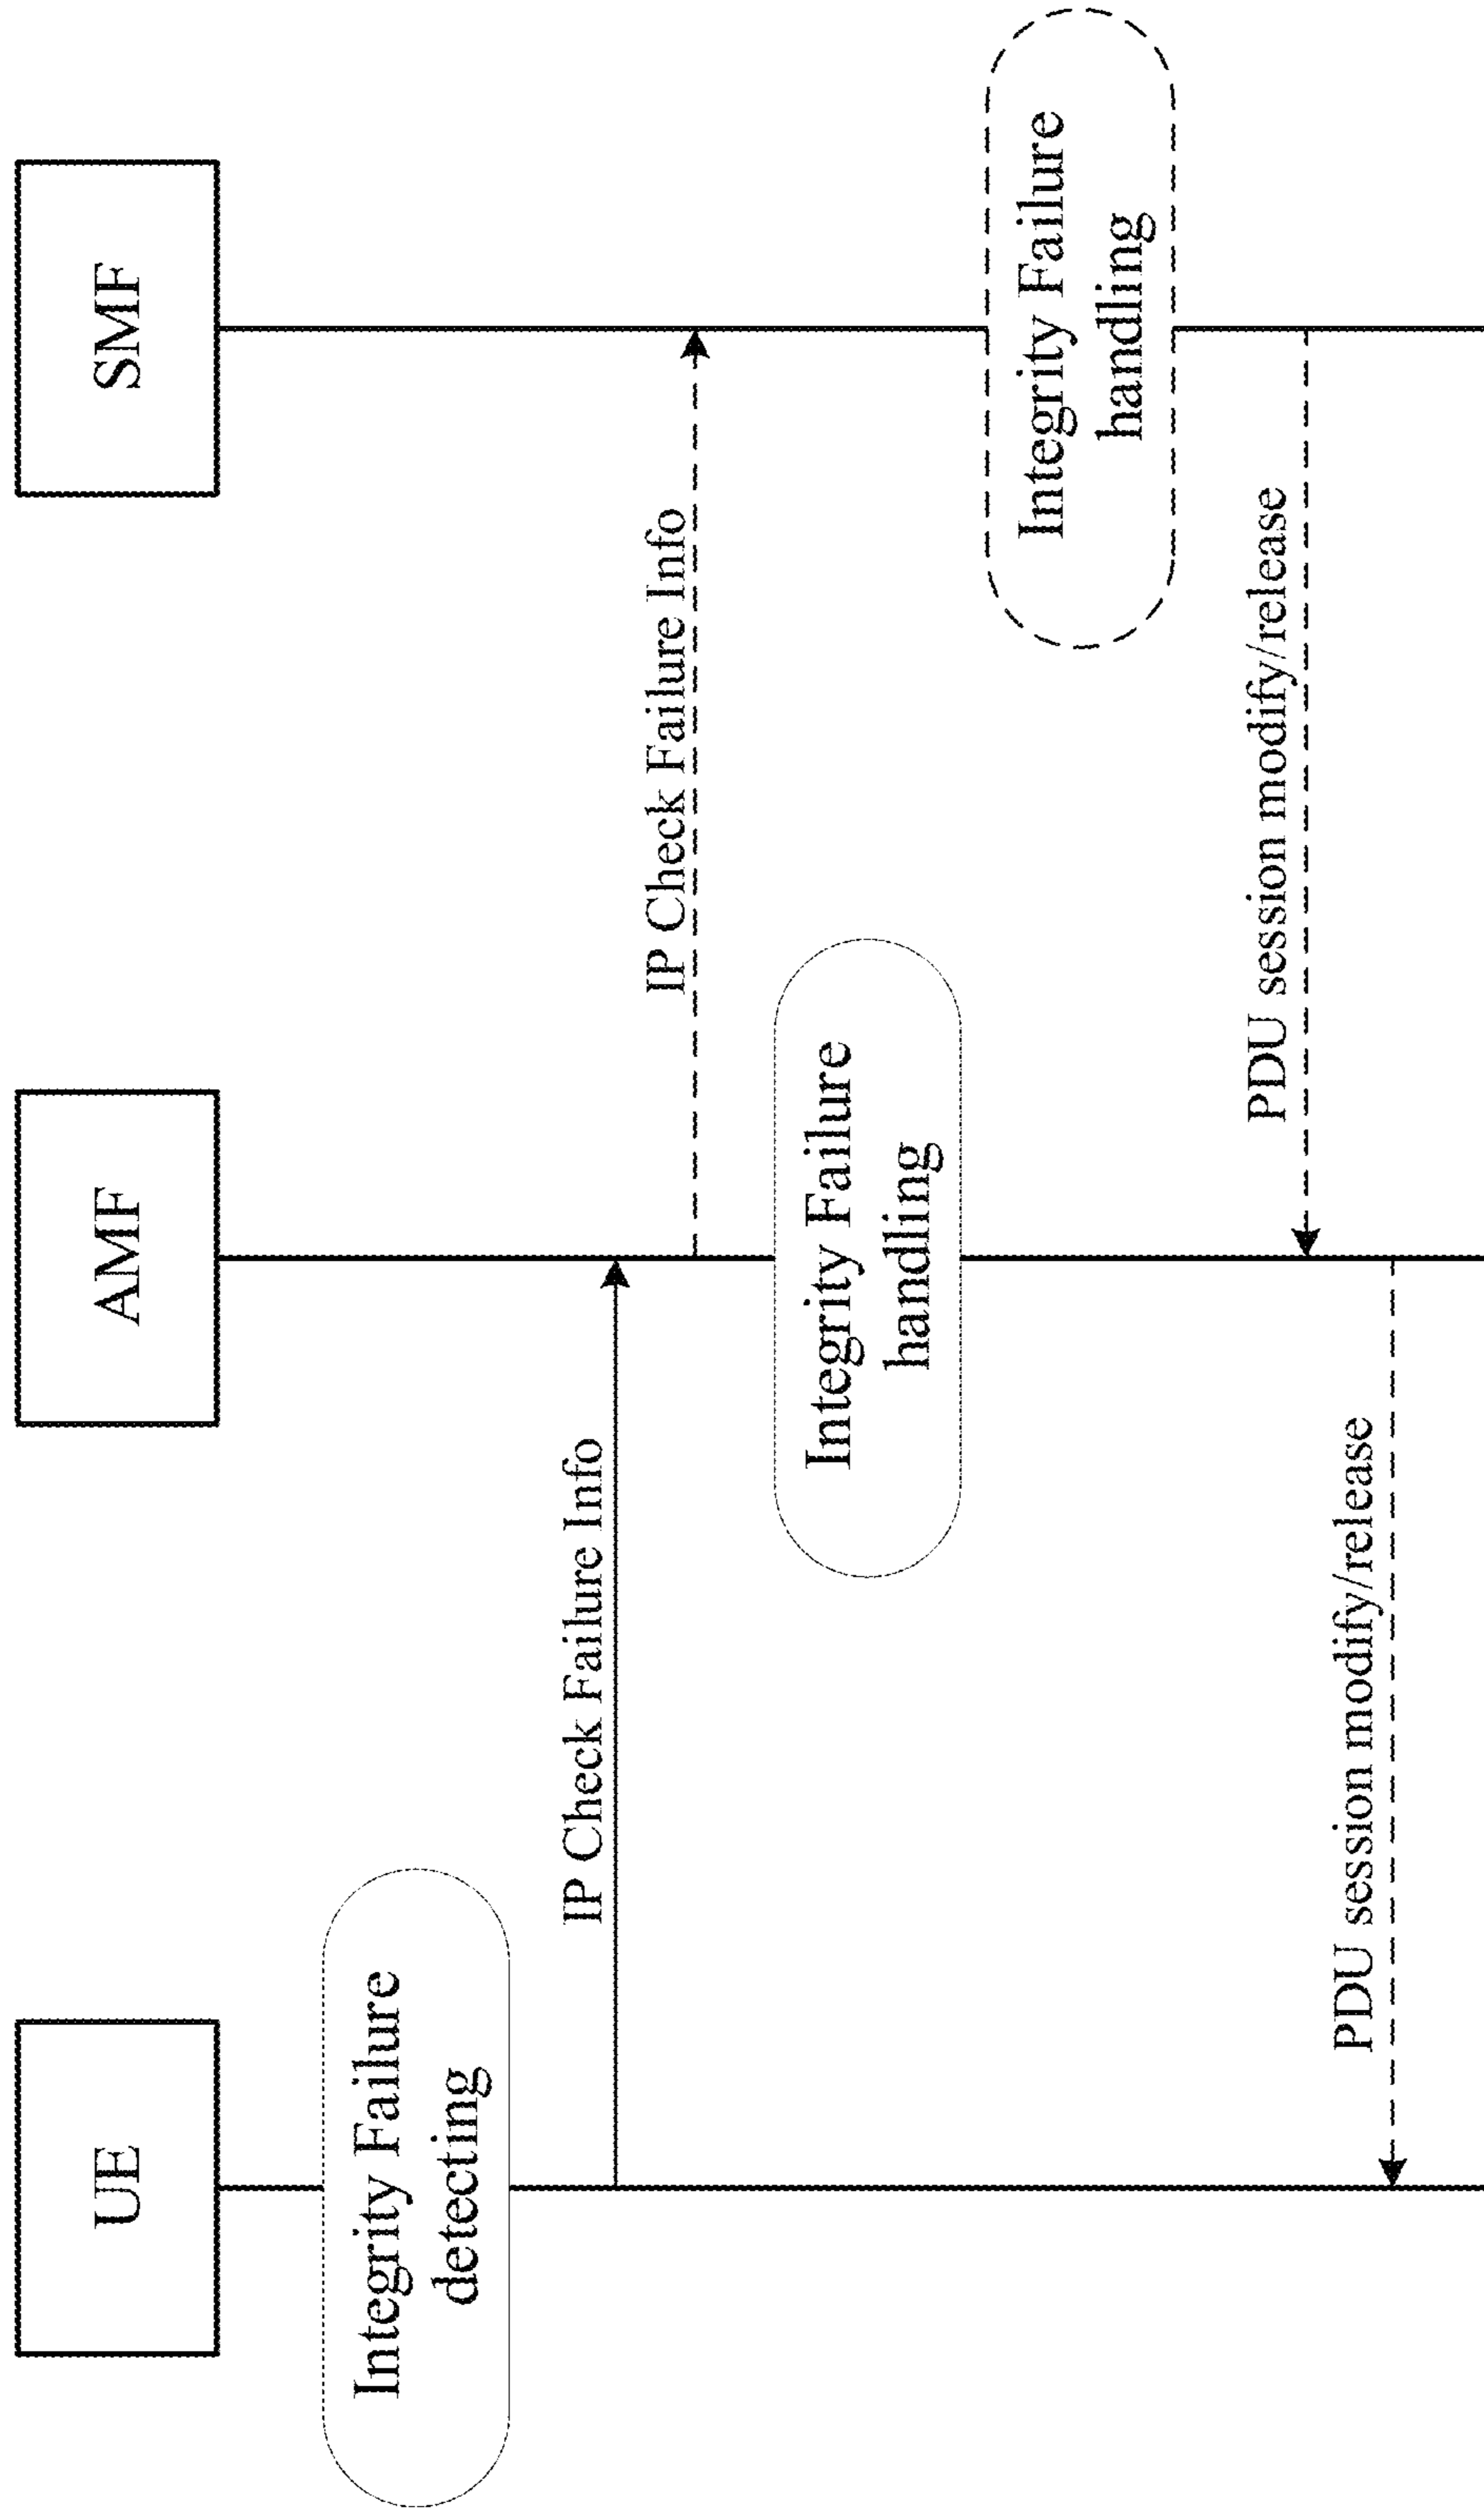 UE
AMF
SMF
Integrity Failure
detecting
IP Check Failure Info
IP Check Failure Info
Integrity Failure
handling
Integrity Failure
handling
PDU session modify/release
PDU session modify/release